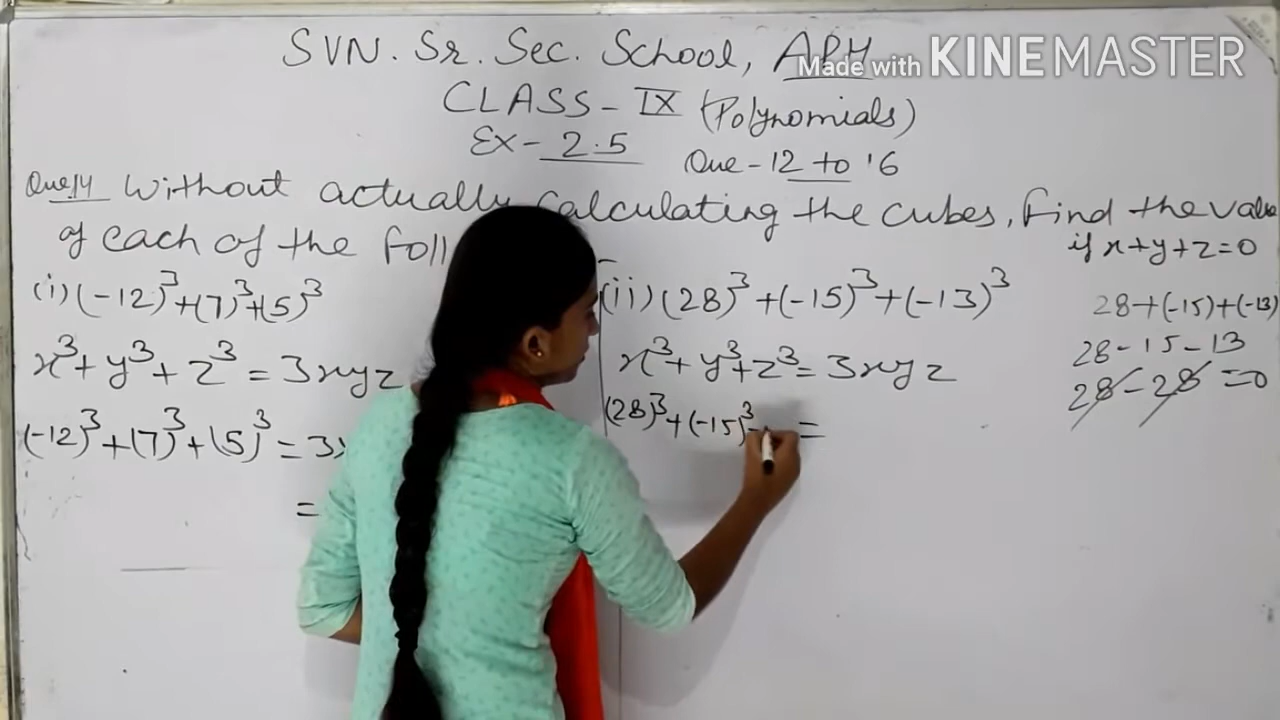 SVN. Sr. Sec. School, APH
Made with KINEMASTER
CLASS - IX (Polynomials)
Ex - 2.5
Que - 12 to 16
Que.14 Without actually calculating the cubes, Find the value
of each of the Foll
if x+y+z=0
(i) (-12)³+(7)³+(5)³
x³+y³+z³=3xyz
(-12)³+(7)³+(5)³=3x
=
(ii) (28)³+(-15)³+(-13)³
x³+y³+z³=3xyz
(28)³+(-15)³ =
28+(-15)+(-13)
28-15-13
28-28=0